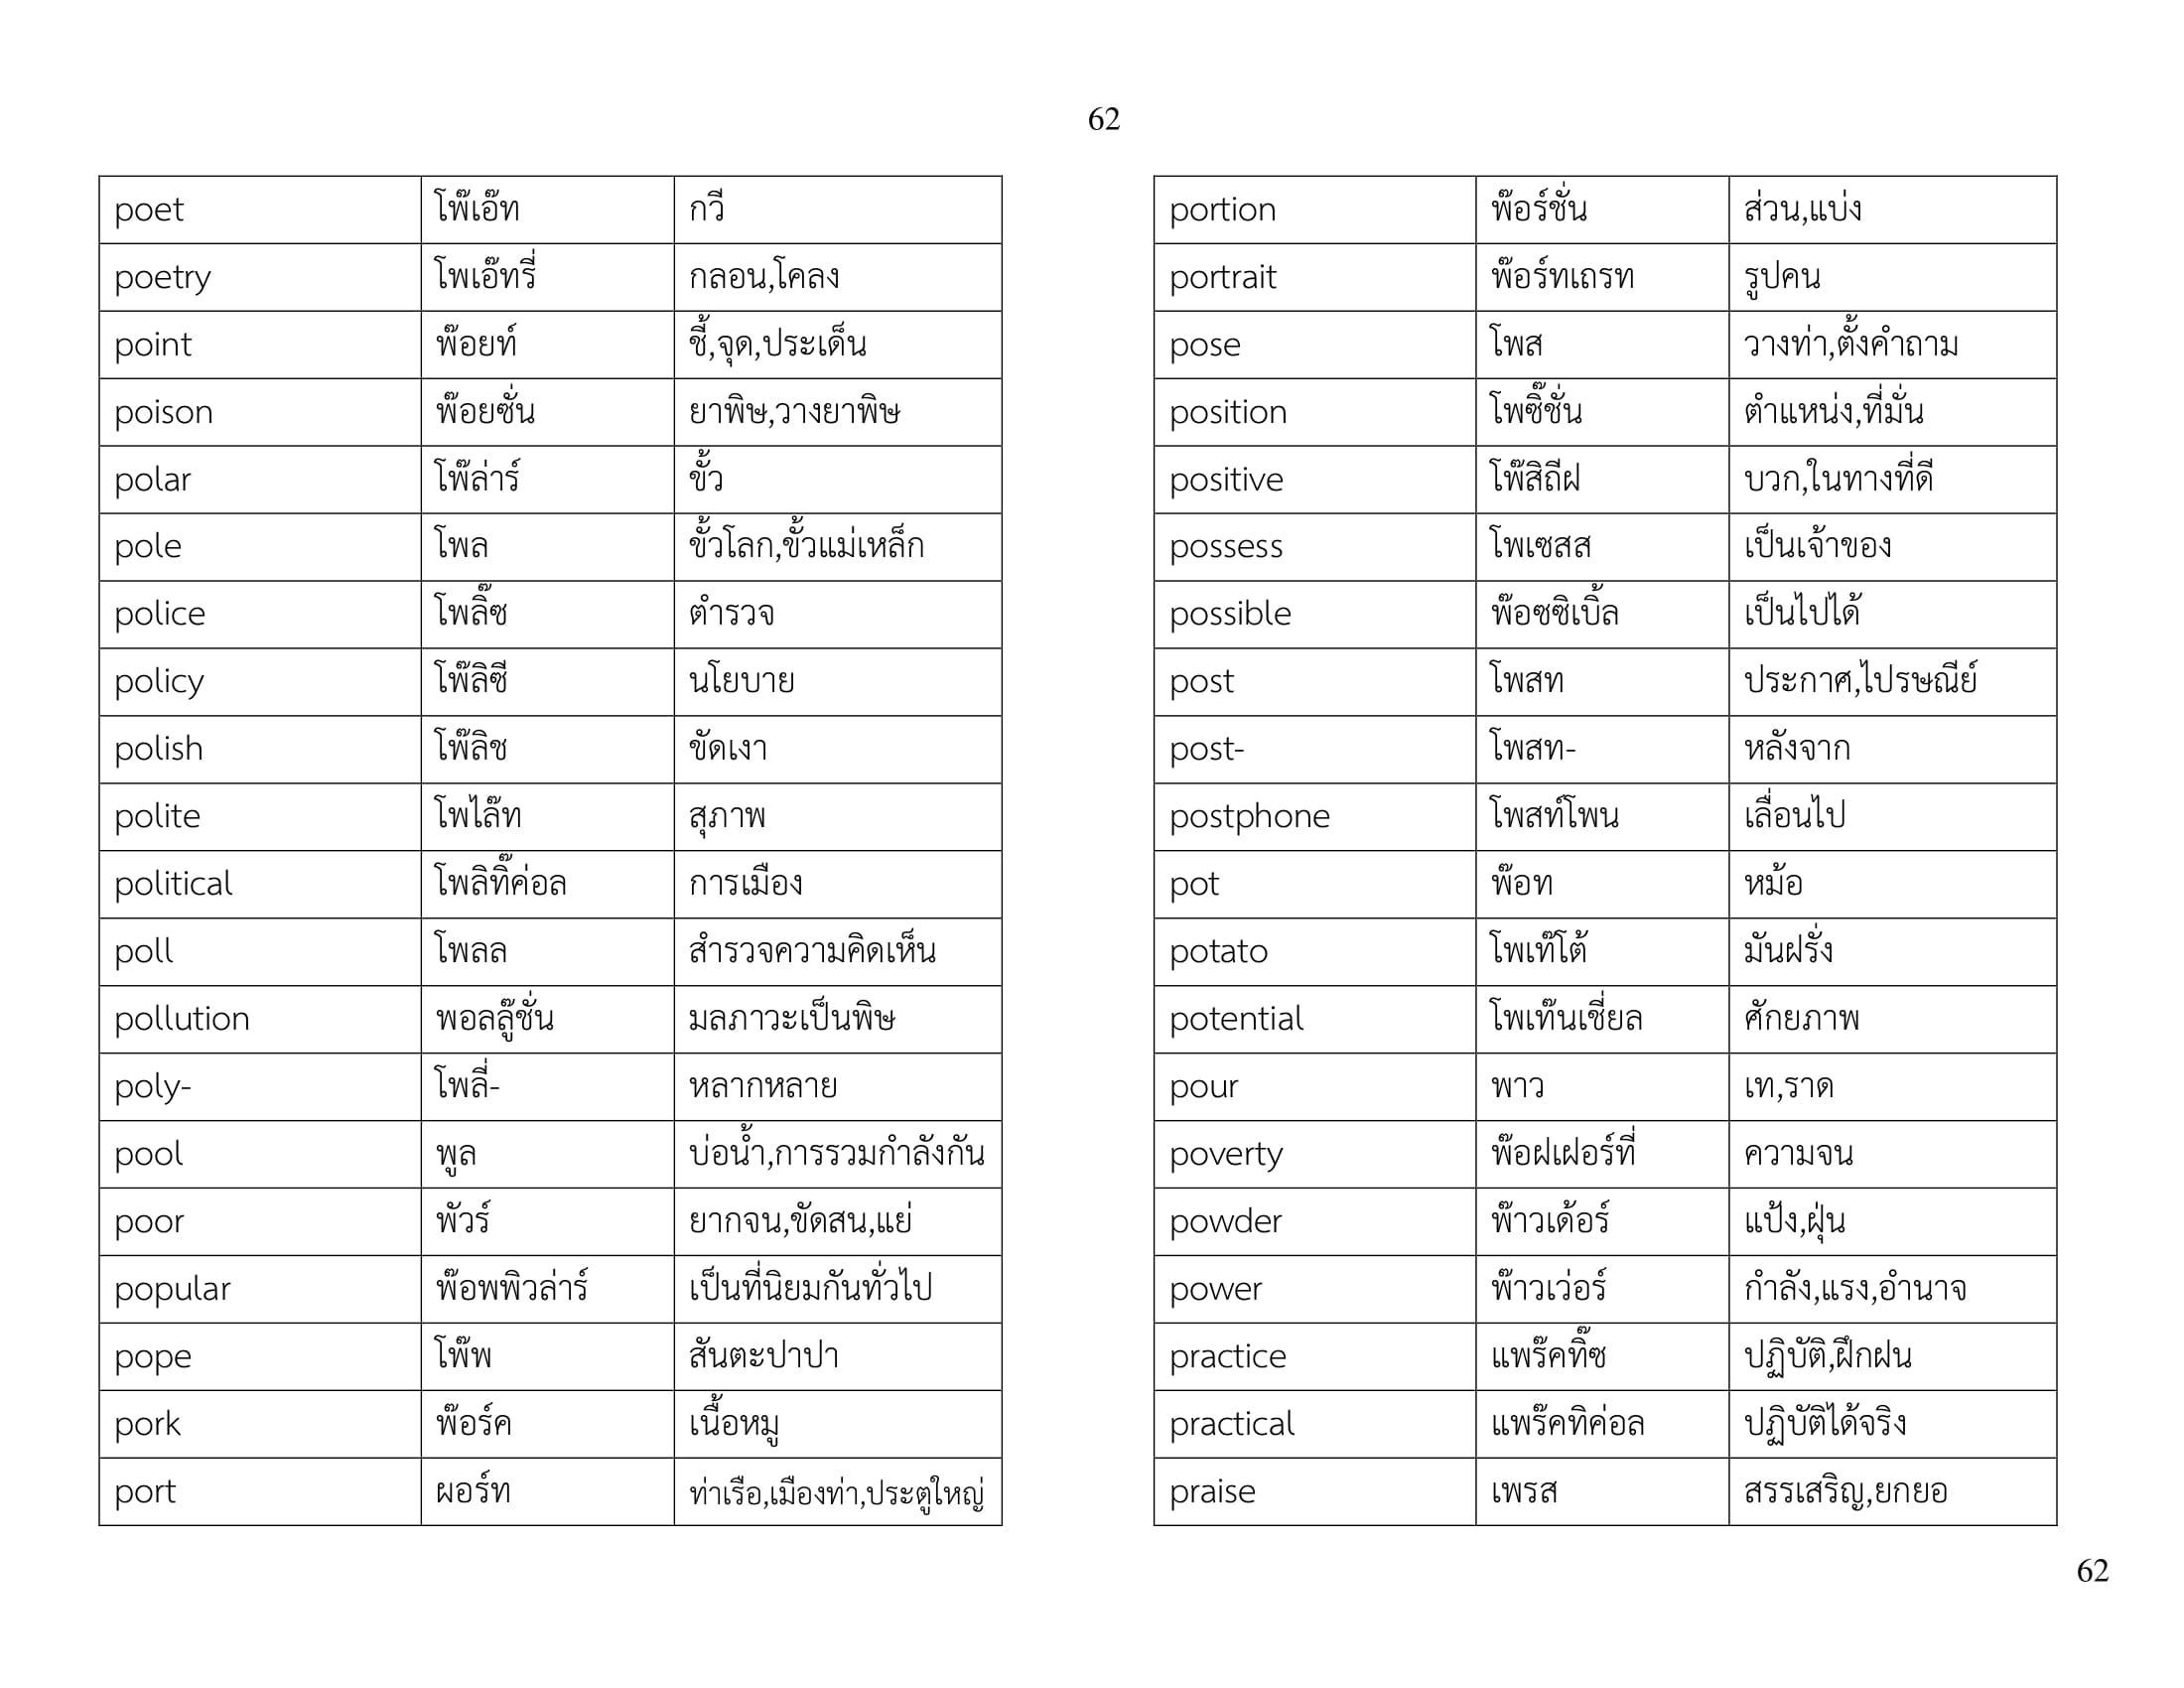 62
poet โพ๊เอ๊ท กวี
poetry โพเอ๊ทรี่ กลอน,โคลง
point พ๊อยท์ ชี้,จุด,ประเด็น
poison พ๊อยซั่น ยาพิษ,วางยาพิษ
polar โพ๊ล่าร์ ขั้ว
pole โพล ขั้วโลก,ขั้วแม่เหล็ก
police โพลิ๊ซ ตำรวจ
policy โพ๊ลิซี นโยบาย
polish โพ๊ลิช ขัดเงา
polite โพไล๊ท สุภาพ
political โพลิทิ๊ค่อล การเมือง
poll โพลล สำรวจความคิดเห็น
pollution พอลลู๊ชั่น มลภาวะเป็นพิษ
poly- โพลี่- หลากหลาย
pool พูล บ่อน้ำ,การรวมกำลังกัน
poor พัวร์ ยากจน,ขัดสน,แย่
popular พ๊อพพิวล่าร์ เป็นที่นิยมกันทั่วไป
pope โพ๊พ สันตะปาปา
pork พ๊อร์ค เนื้อหมู
port ผอร์ท ท่าเรือ,เมืองท่า,ประตูใหญ่
portion พ๊อร์ชั่น ส่วน,แบ่ง
portrait พ๊อร์ทเถรท รูปคน
pose โพส วางท่า,ตั้งคำถาม
position โพซิ๊ชั่น ตำแหน่ง,ที่มั่น
positive โพ๊สิถีฝ บวก,ในทางที่ดี
possess โพเซสส เป็นเจ้าของ
possible พ๊อซซิเบิ้ล เป็นไปได้
post โพสท ประกาศ,ไปรษณีย์
post- โพสท- หลังจาก
postphone โพสท์โพน เลื่อนไป
pot พ๊อท หม้อ
potato โพเท๊โต้ มันฝรั่ง
potential โพเท๊นเชี่ยล ศักยภาพ
pour พาว เท,ราด
poverty พ๊อฝเฝอร์ที่ ความจน
powder พ๊าวเด้อร์ แป้ง,ฝุ่น
power พ๊าวเว่อร์ กำลัง,แรง,อำนาจ
practice แพร๊คทิ๊ซ ปฏิบัติ,ฝึกฝน
practical แพร๊คทิค่อล ปฏิบัติได้จริง
praise เพรส สรรเสริญ,ยกยอ
62